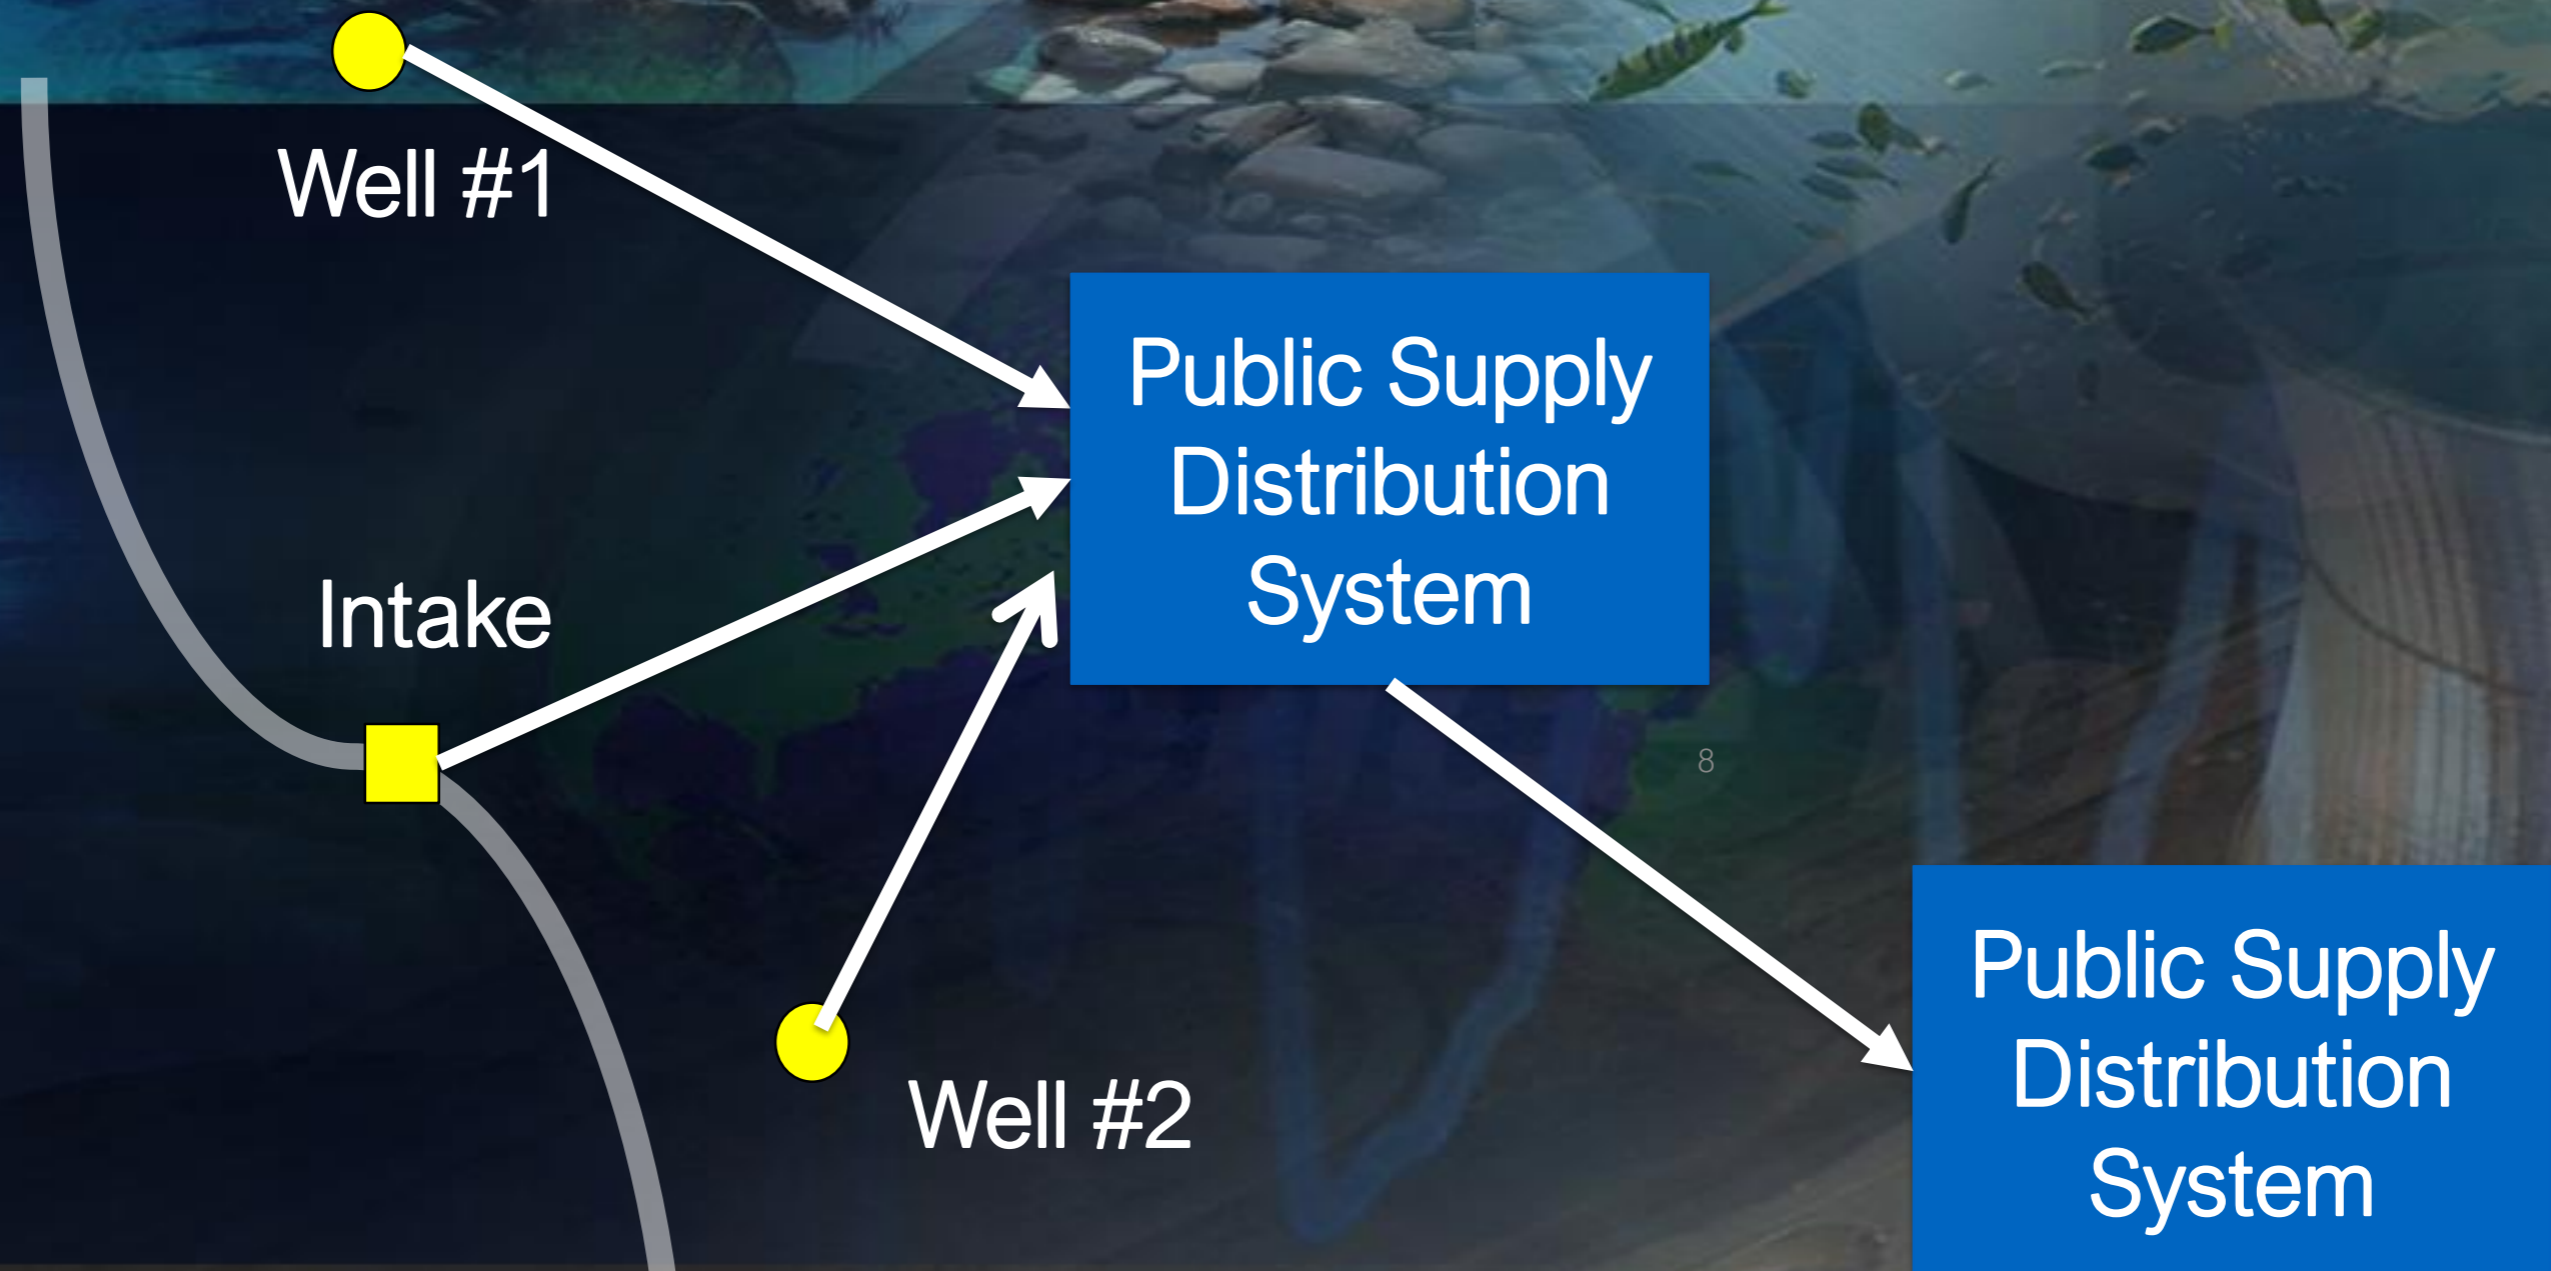 Well #1
Public Supply
Distribution
System
Intake
8
Well #2
Public Supply
Distribution
System